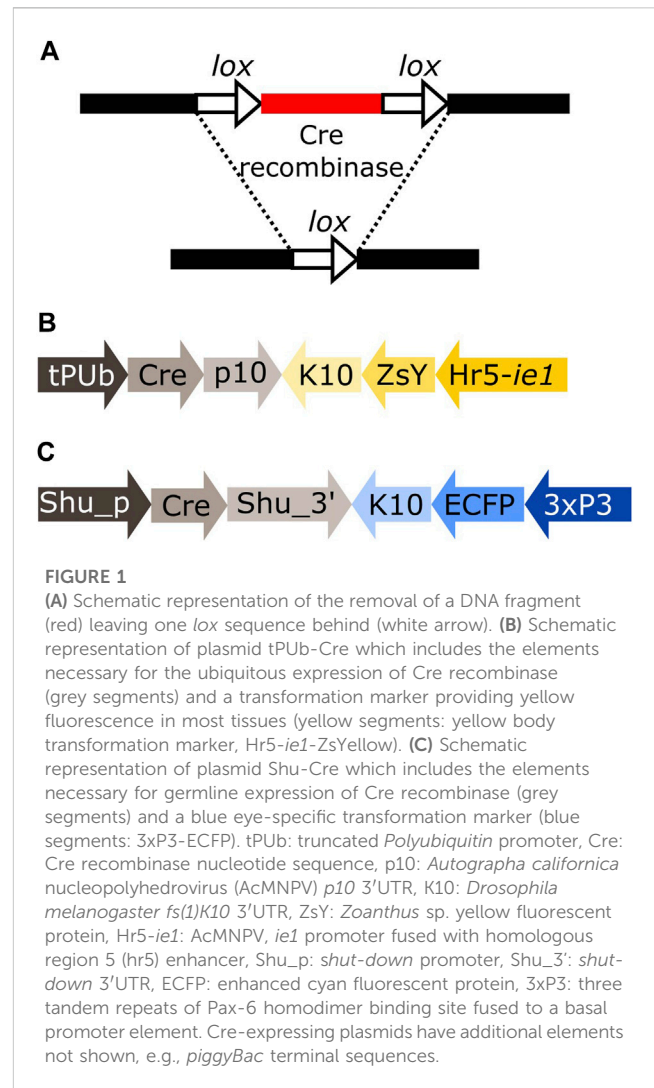 A
lox lox
Cre
recombinase
lox
B
tPUb Cre p10 K10 ZsY Hr5-ie1
C
Shu_p Cre Shu_3' K10 ECFP 3xP3
FIGURE 1
(A) Schematic representation of the removal of a DNA fragment
(red) leaving one lox sequence behind (white arrow). (B) Schematic
representation of plasmid tPUb-Cre which includes the elements
necessary for the ubiquitous expression of Cre recombinase
(grey segments) and a transformation marker providing yellow
fluorescence in most tissues (yellow segments: yellow body
transformation marker, Hr5-ie1-ZsYellow). (C) Schematic
representation of plasmid Shu-Cre which includes the elements
necessary for germline expression of Cre recombinase (grey
segments) and a blue eye-specific transformation marker (blue
segments: 3xP3-ECFP). tPUb: truncated Polyubiquitin promoter, Cre:
Cre recombinase nucleotide sequence, p10: Autographa californica
nucleopolyhedrovirus (AcMNPV) p10 3′UTR, K10: Drosophila
melanogaster fs(1)K10 3′UTR, ZsY: Zoanthus sp. yellow fluorescent
protein, Hr5-ie1: AcMNPV, ie1 promoter fused with homologous
region 5 (hr5) enhancer, Shu_p: shut-down promoter, Shu_3′: shut-
down 3′UTR, ECFP: enhanced cyan fluorescent protein, 3xP3: three
tandem repeats of Pax-6 homodimer binding site fused to a basal
promoter element. Cre-expressing plasmids have additional elements
not shown, e.g., piggyBac terminal sequences.